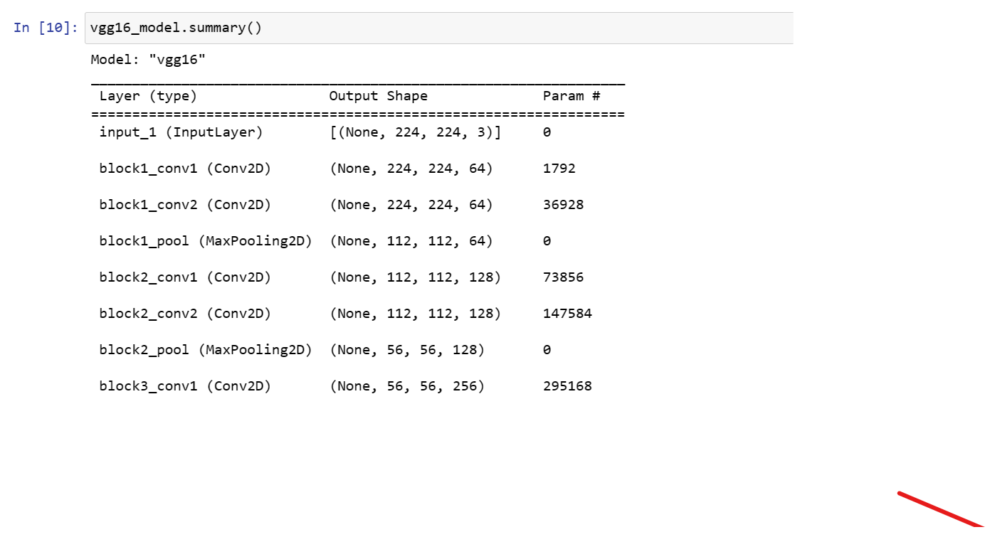 In [10]: vgg16_model.summary()
Model: "vgg16"
_________________________________________________________________
Layer (type) Output Shape Param #
=================================================================
input_1 (InputLayer) [(None, 224, 224, 3)] 0
block1_conv1 (Conv2D) (None, 224, 224, 64) 1792
block1_conv2 (Conv2D) (None, 224, 224, 64) 36928
block1_pool (MaxPooling2D) (None, 112, 112, 64) 0
block2_conv1 (Conv2D) (None, 112, 112, 128) 73856
block2_conv2 (Conv2D) (None, 112, 112, 128) 147584
block2_pool (MaxPooling2D) (None, 56, 56, 128) 0
block3_conv1 (Conv2D) (None, 56, 56, 256) 295168